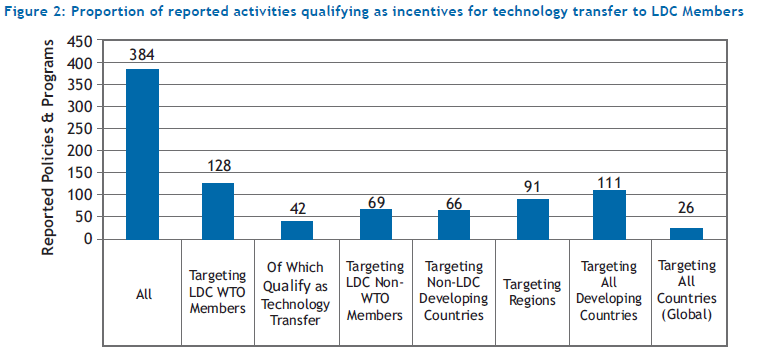 Figure 2: Proportion of reported activities qualifying as incentives for technology transfer to LDC Members
Reported Policies & Programs
450
400
350
300
250
200
150
100
50
0
384
128
42
69
66
91
111
26
All
Targeting
LDC WTO
Members
Of Which
Qualify as
Technology
Transfer
Targeting
LDC Non-
WTO
Members
Targeting
Non-LDC
Developing
Countries
Targeting
Regions
Targeting
All
Developing
Countries
Targeting
All
Countries
(Global)